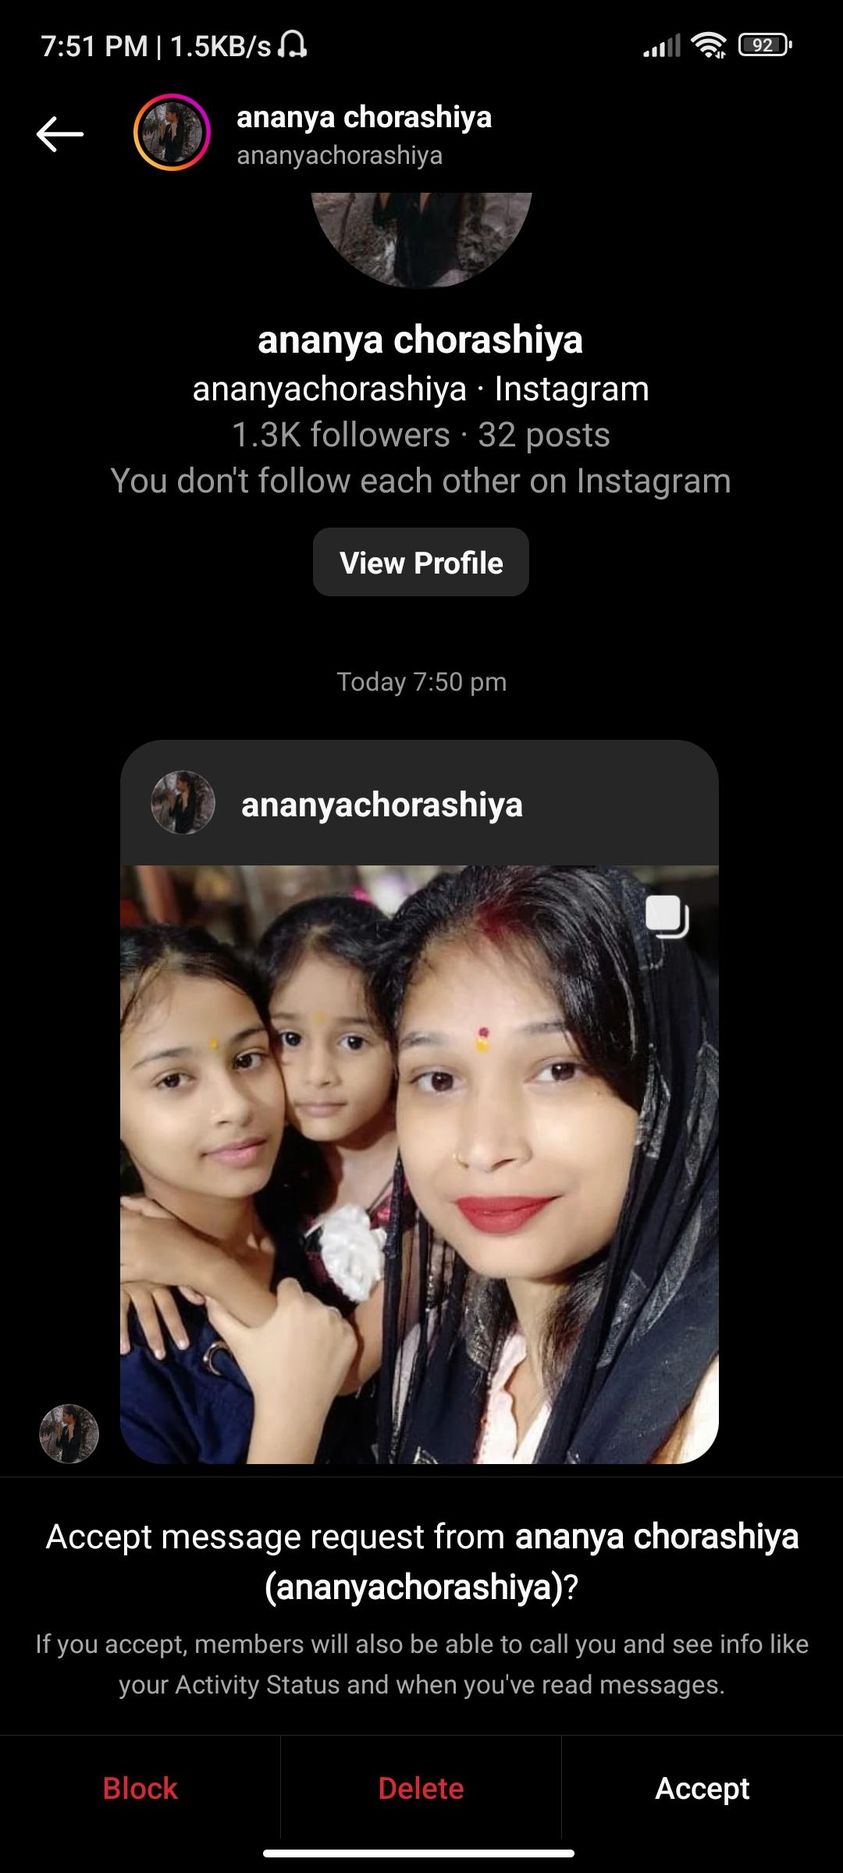 7:51 PM | 1.5KB/s
92
ananya chorashiya
ananyachorashiya
ananya chorashiya
ananyachorashiya · Instagram
1.3K followers · 32 posts
You don't follow each other on Instagram
View Profile
Today 7:50 pm
ananyachorashiya
Accept message request from ananya chorashiya
(ananyachorashiya)?
If you accept, members will also be able to call you and see info like
your Activity Status and when you've read messages.
Block
Delete
Accept